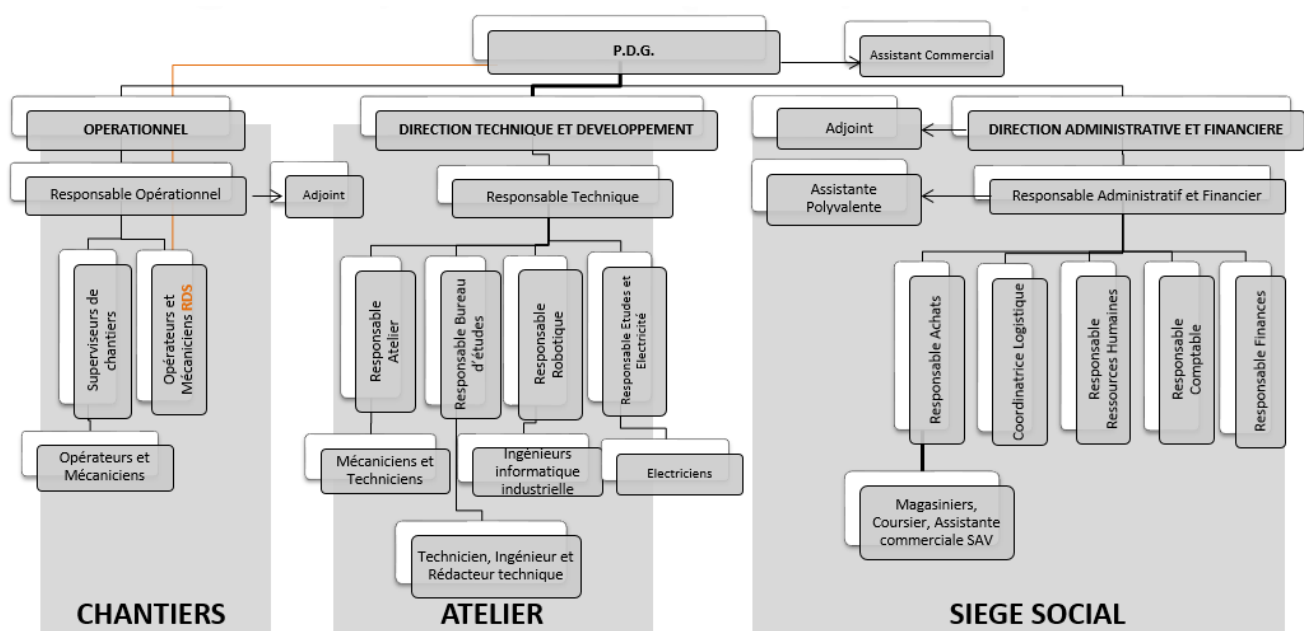 P.D.G.
Assistant Commercial
OPERATIONNEL
DIRECTION TECHNIQUE ET DEVELOPPEMENT
Adjoint
DIRECTION ADMINISTRATIVE ET FINANCIERE
Responsable Opérationnel
Adjoint
Responsable Technique
Assistante
Polyvalente
Responsable Administratif et Financier
Superviseurs de
chantiers
Opérateurs et
Mécaniciens RDS
Responsable
Atelier
Responsable Bureau
d'études
Responsable
Robotique
Responsable Etudes et
Electricité
Responsable Achats
Coordinatrice Logistique
Responsable
Ressources Humaines
Responsable
Comptable
Responsable Finances
Opérateurs et
Mécaniciens
Mécaniciens et
Techniciens
Ingénieurs
informatique
industrielle
Electriciens
Technicien, Ingénieur et
Rédacteur technique
Magasiniers,
Coursier, Assistante
commerciale SAV
CHANTIERS
ATELIER
SIEGE SOCIAL